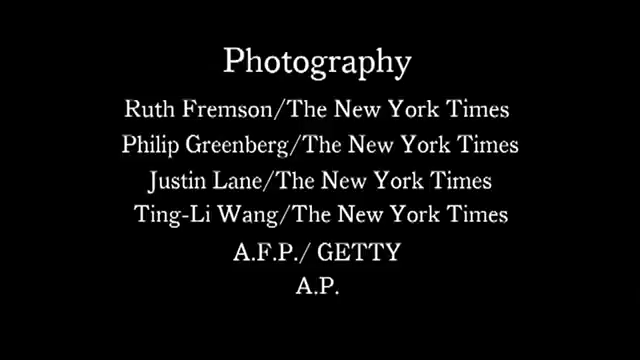 Photography
Ruth Fremson/The New York Times
Philip Greenberg/The New York Times
Justin Lane/The New York Times
Ting-Li Wang/The New York Times
A.F.P./ GETTY
A.P.